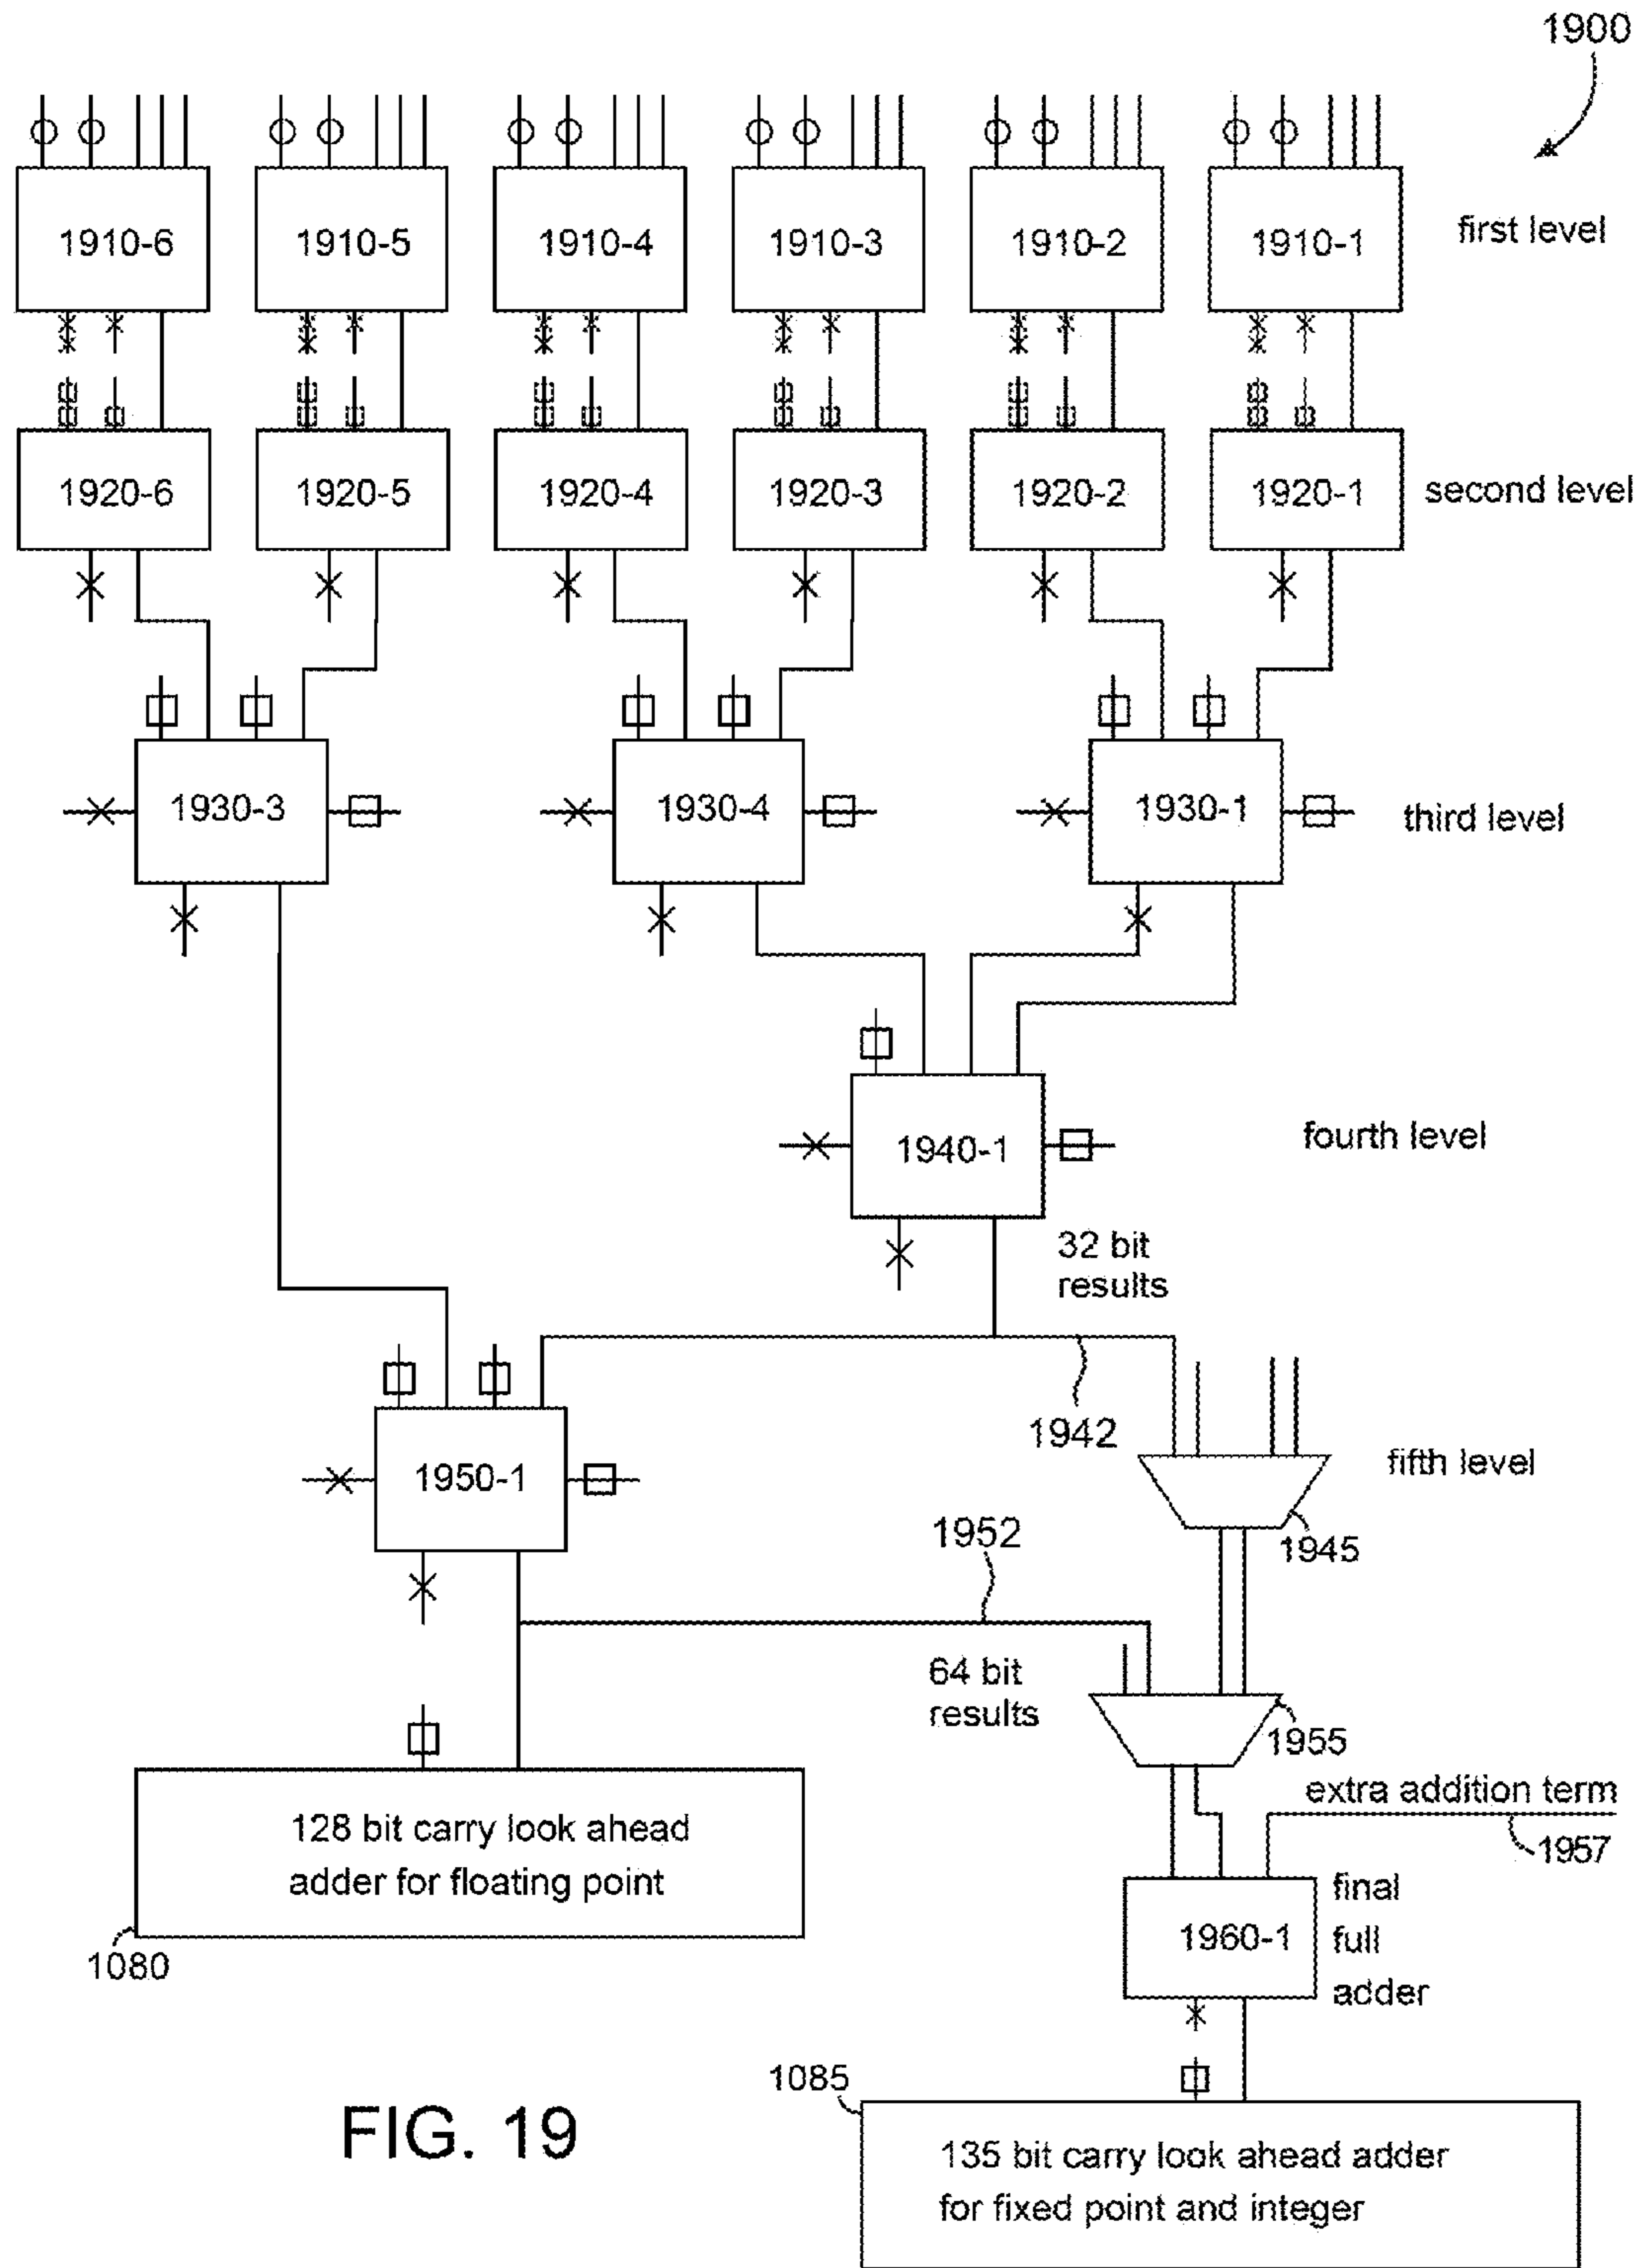 1900
1910-6
1910-5
1910-4
1910-3
1910-2
1910-1
first level
1920-6
1920-5
1920-4
1920-3
1920-2
1920-1
second level
1930-3
1930-4
1930-1
third level
1940-1
fourth level
32 bit
results
1942
1950-1
fifth level
1945
1952
64 bit
results
1955
extra addition term
1957
128 bit carry look ahead
adder for floating point
1080
1960-1
final
full
adder
1085
135 bit carry look ahead adder
for fixed point and integer
FIG. 19